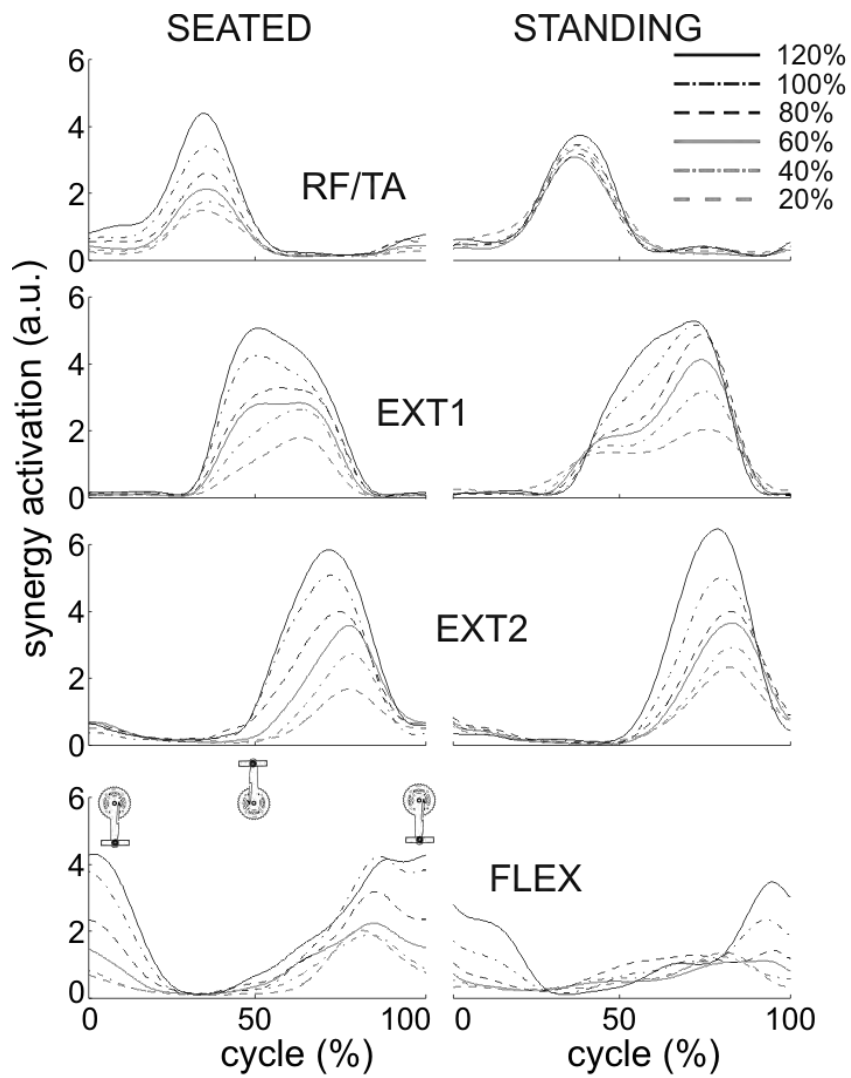 SEATED STANDING
6
4
2
0
120%
100%
80%
60%
40%
20%
RF/TA
synergy activation (a.u.)
6
4
2
0
EXT1
6
4
2
0
EXT2
6
4
2
0
FLEX
0 50 100 0 50 100
cycle (%) cycle (%)